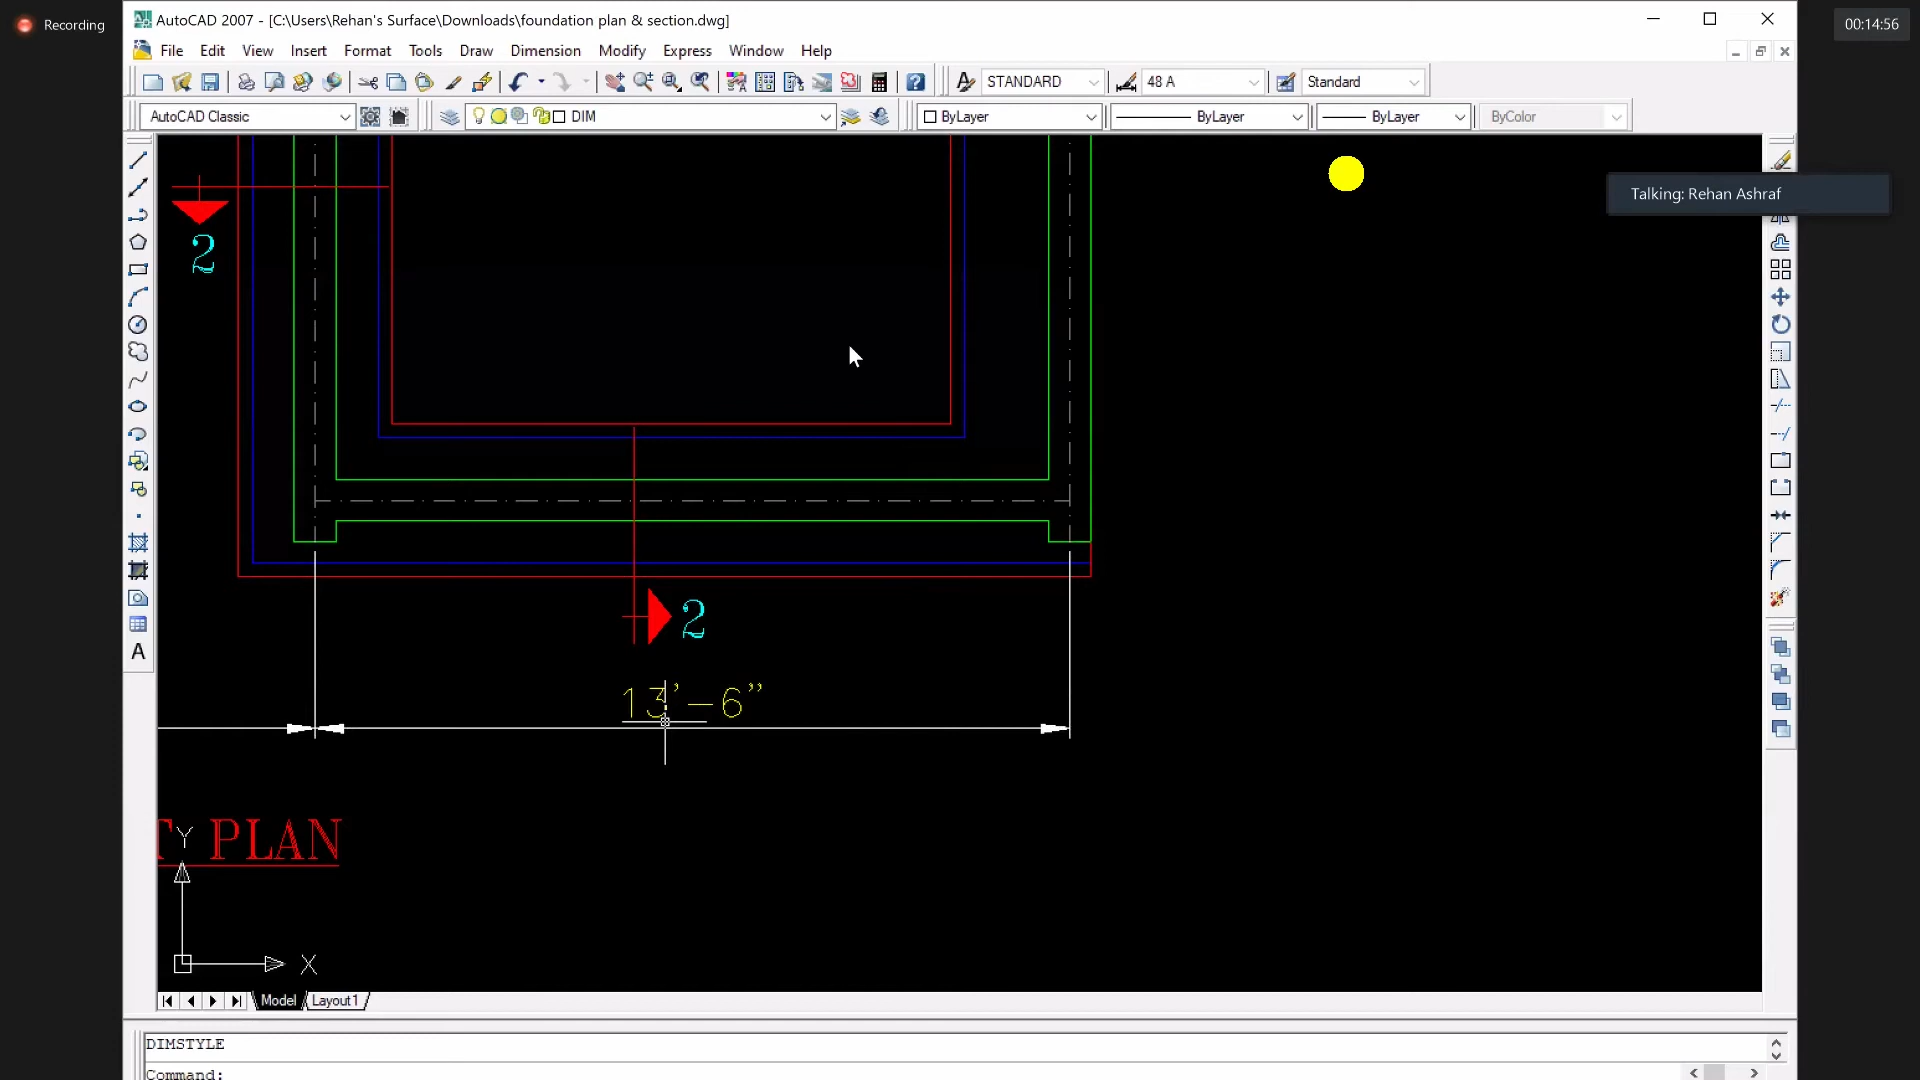 Recording
AutoCAD 2007 - [C:\Users\Rehan's Surface\Downloads\foundation plan & section.dwg]
00:14:56
File Edit View Insert Format Tools Draw Dimension Modify Express Window Help
STANDARD 48 A Standard
AutoCAD Classic DIM ByLayer ByLayer ByLayer ByColor
Talking: Rehan Ashraf
2
2
13'-6"
PLAN
Y
X
A
Model Layout1
DIMSTYLE
Command: